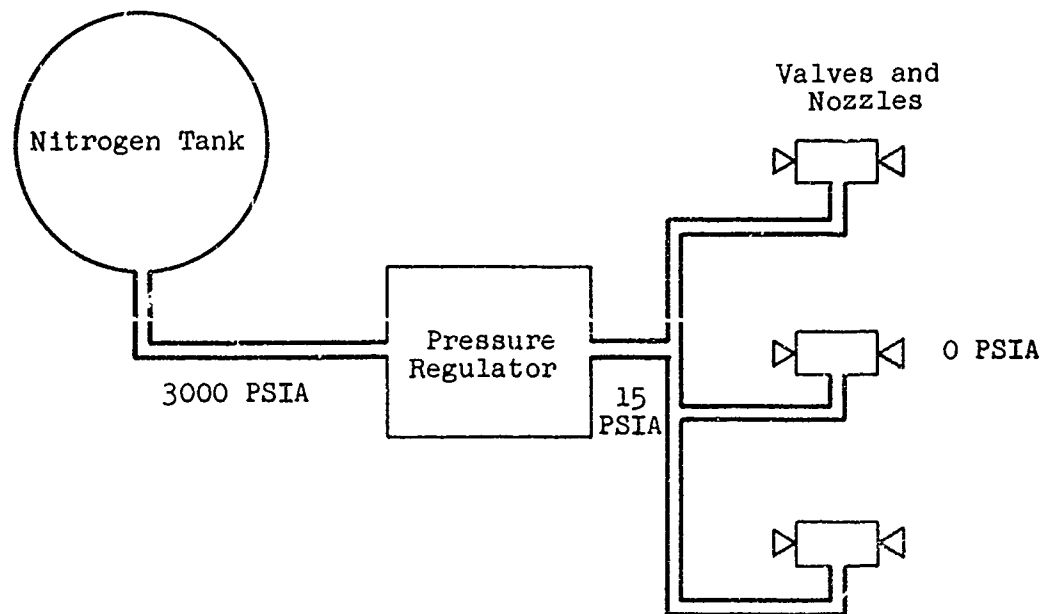 Valves and
Nozzles
Nitrogen Tank
Pressure
Regulator
0 PSIA
3000 PSIA
15
PSIA